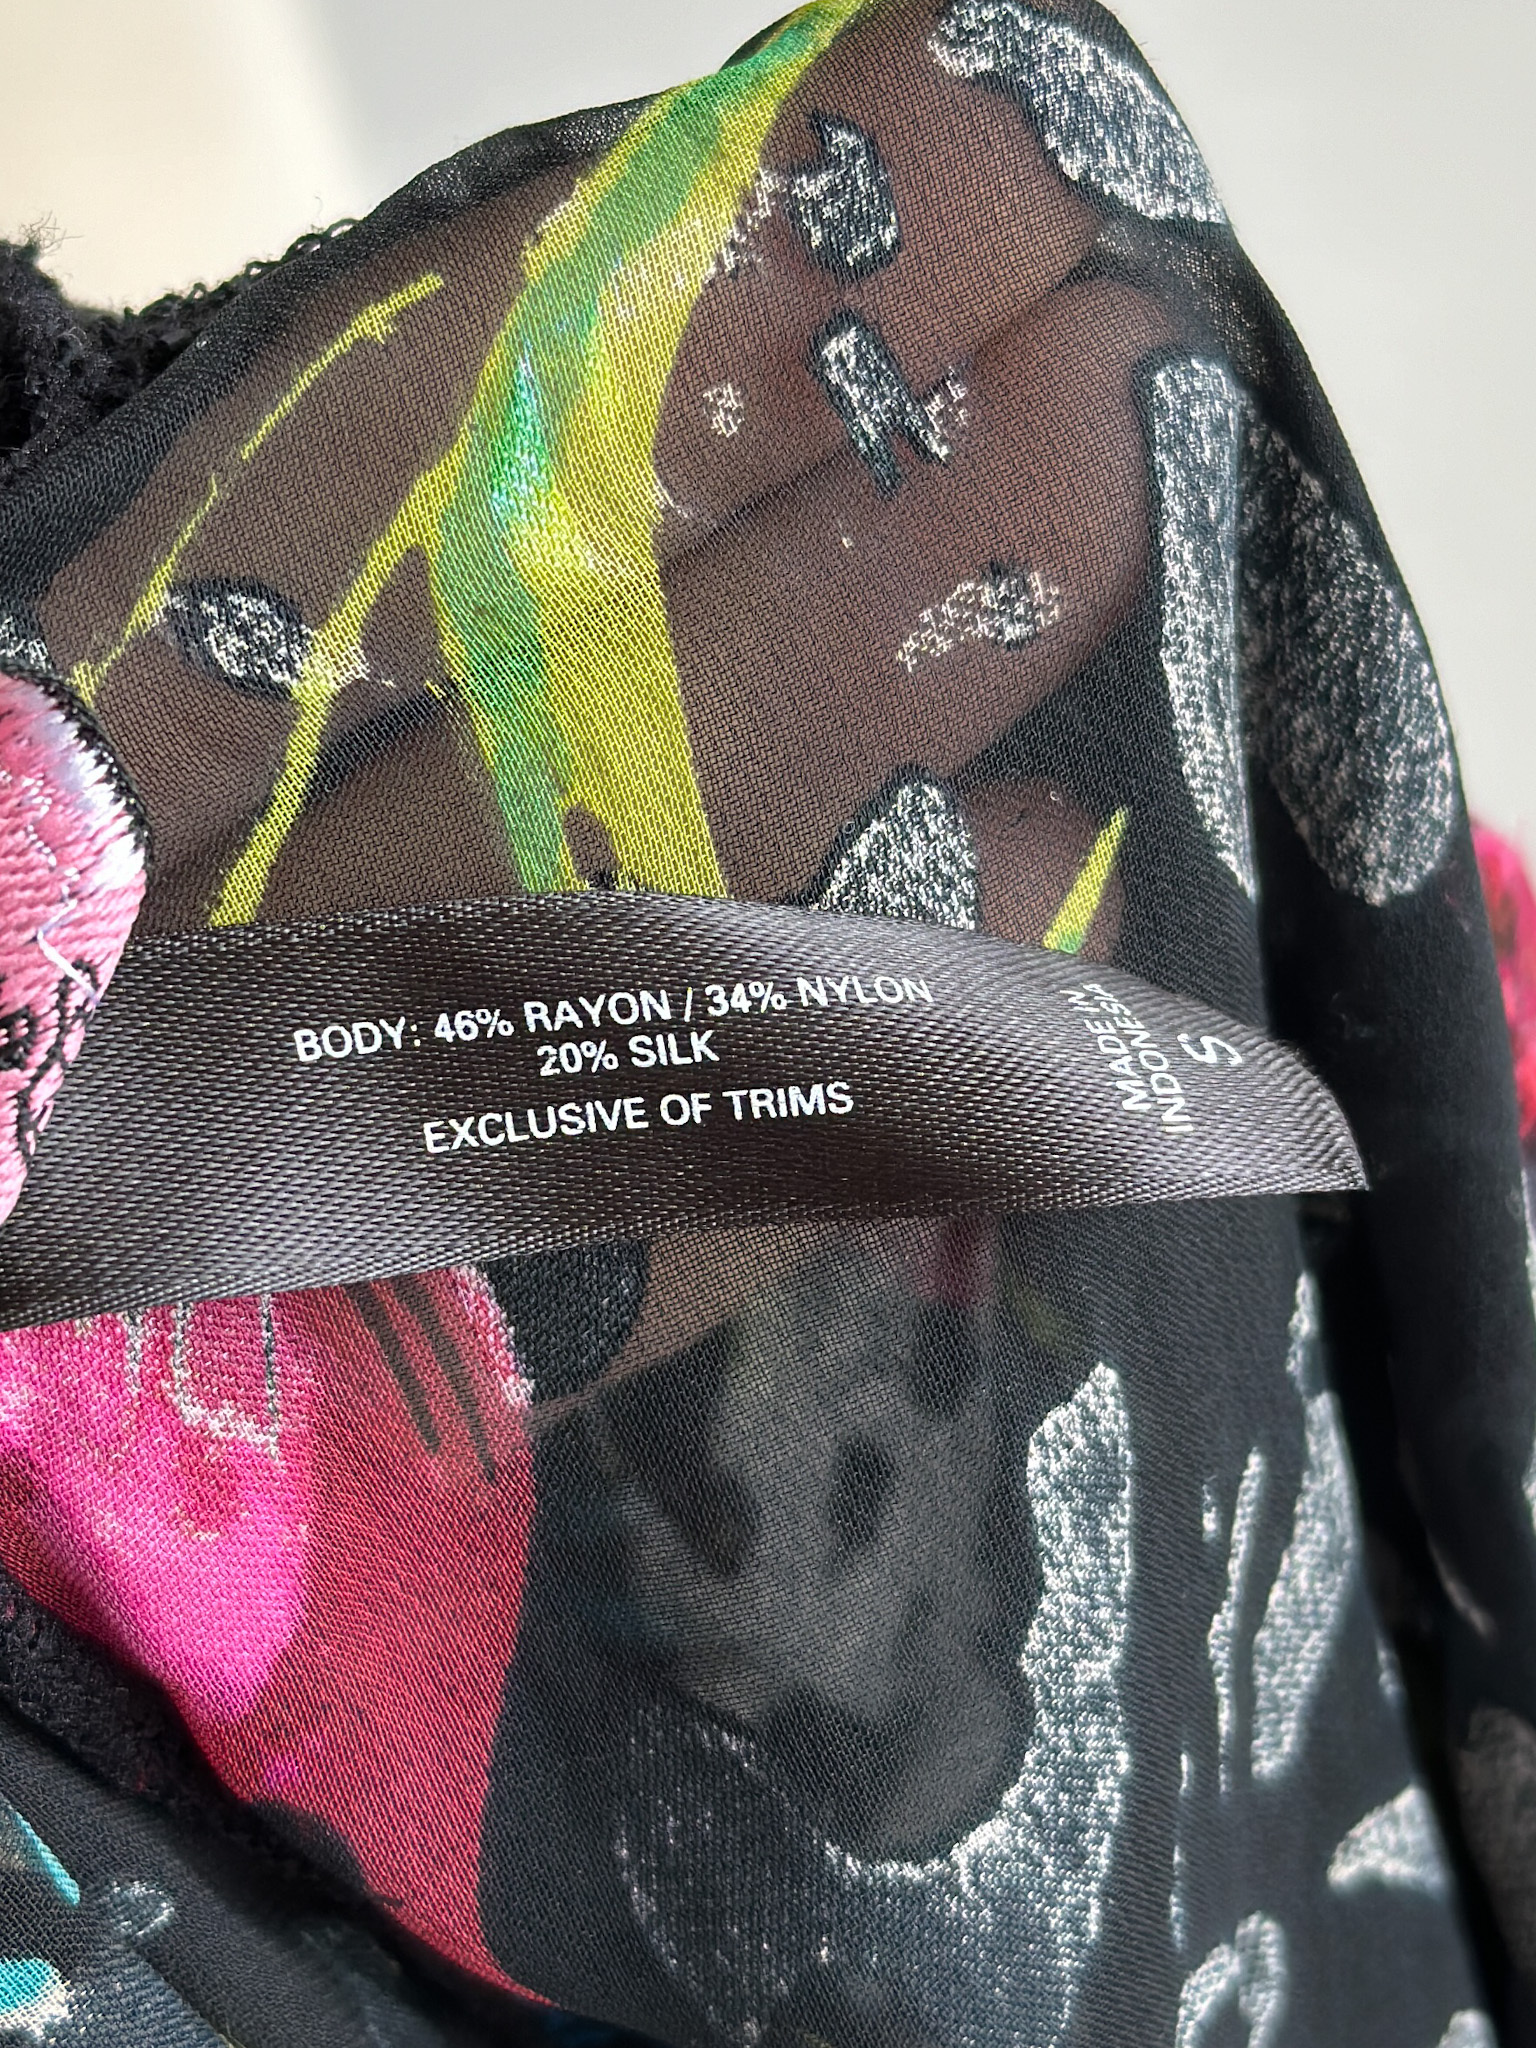 BODY: 46% RAYON / 34% NYLON
20% SILK
EXCLUSIVE OF TRIMS
MADE IN
INDONESIA
S